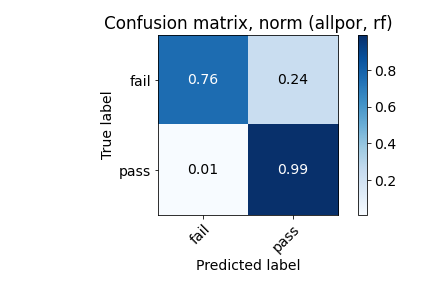 Confusion matrix, norm (allpor, rf)
True label
fail
0.76
0.24
pass
0.01
0.99
fail
pass
Predicted label
0.8
0.6
0.4
0.2